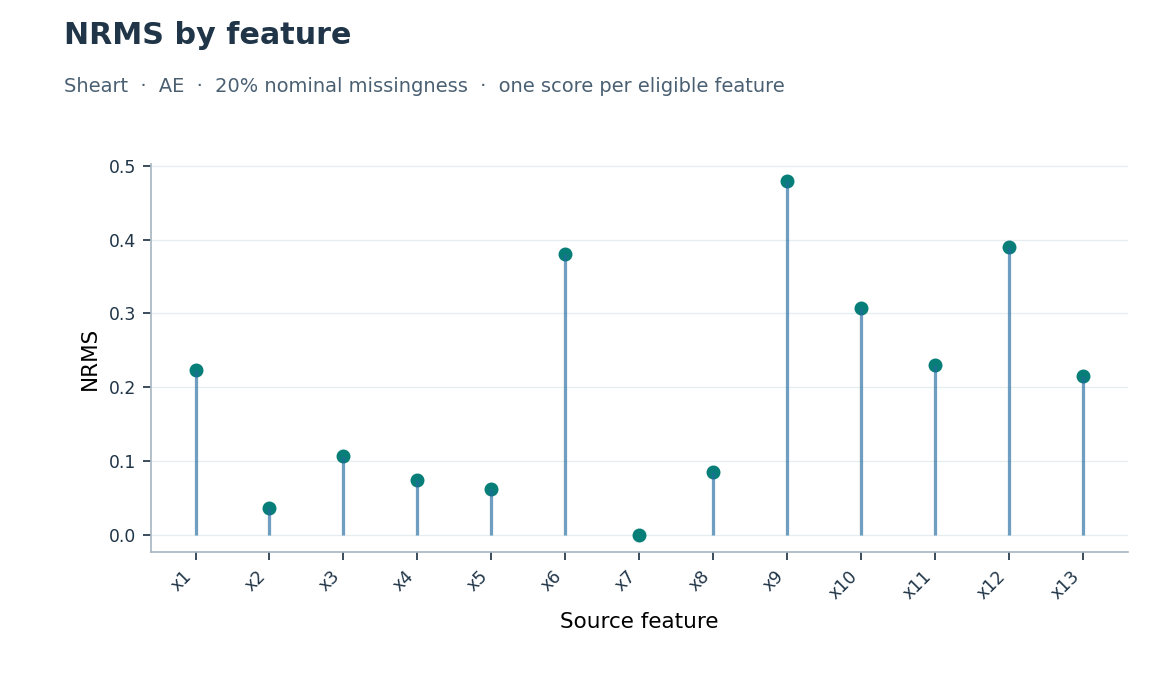 NRMS by feature
Sheart · AE · 20% nominal missingness · one score per eligible feature
0.5
0.4
0.3
0.2
0.1
0.0
NRMS
x1 x2 x3 x4 x5 x6 x7 x8 x9 x10 x11 x12 x13
Source feature